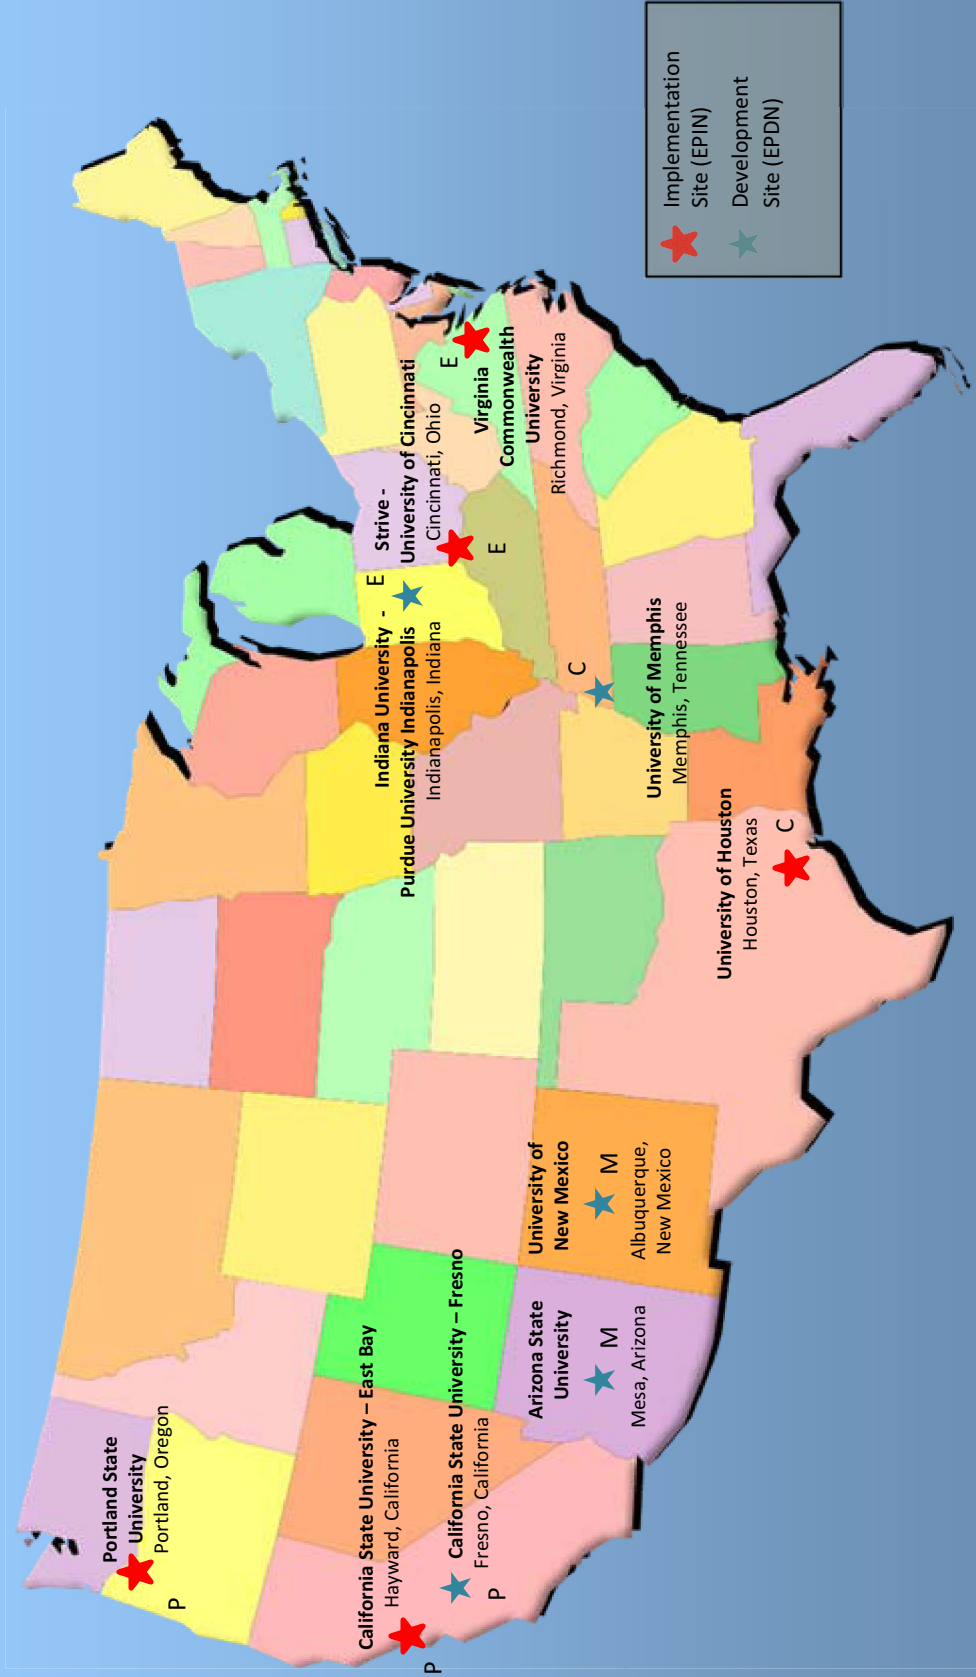 Portland State
University
Portland, Oregon
P
California State University – East Bay
Hayward, California
P
California State University – Fresno
Fresno, California
P
Arizona State
University
M
Mesa, Arizona
University of
New Mexico
M
Albuquerque,
New Mexico
University of Houston
Houston, Texas
C
University of Memphis
Memphis, Tennessee
C
Indiana University -
Purdue University Indianapolis
Indianapolis, Indiana
E
Strive -
University of Cincinnati
Cincinnati, Ohio
E
E
Virginia
Commonwealth
University
Richmond, Virginia
Implementation
Site (EPIN)
Development
Site (EPDN)